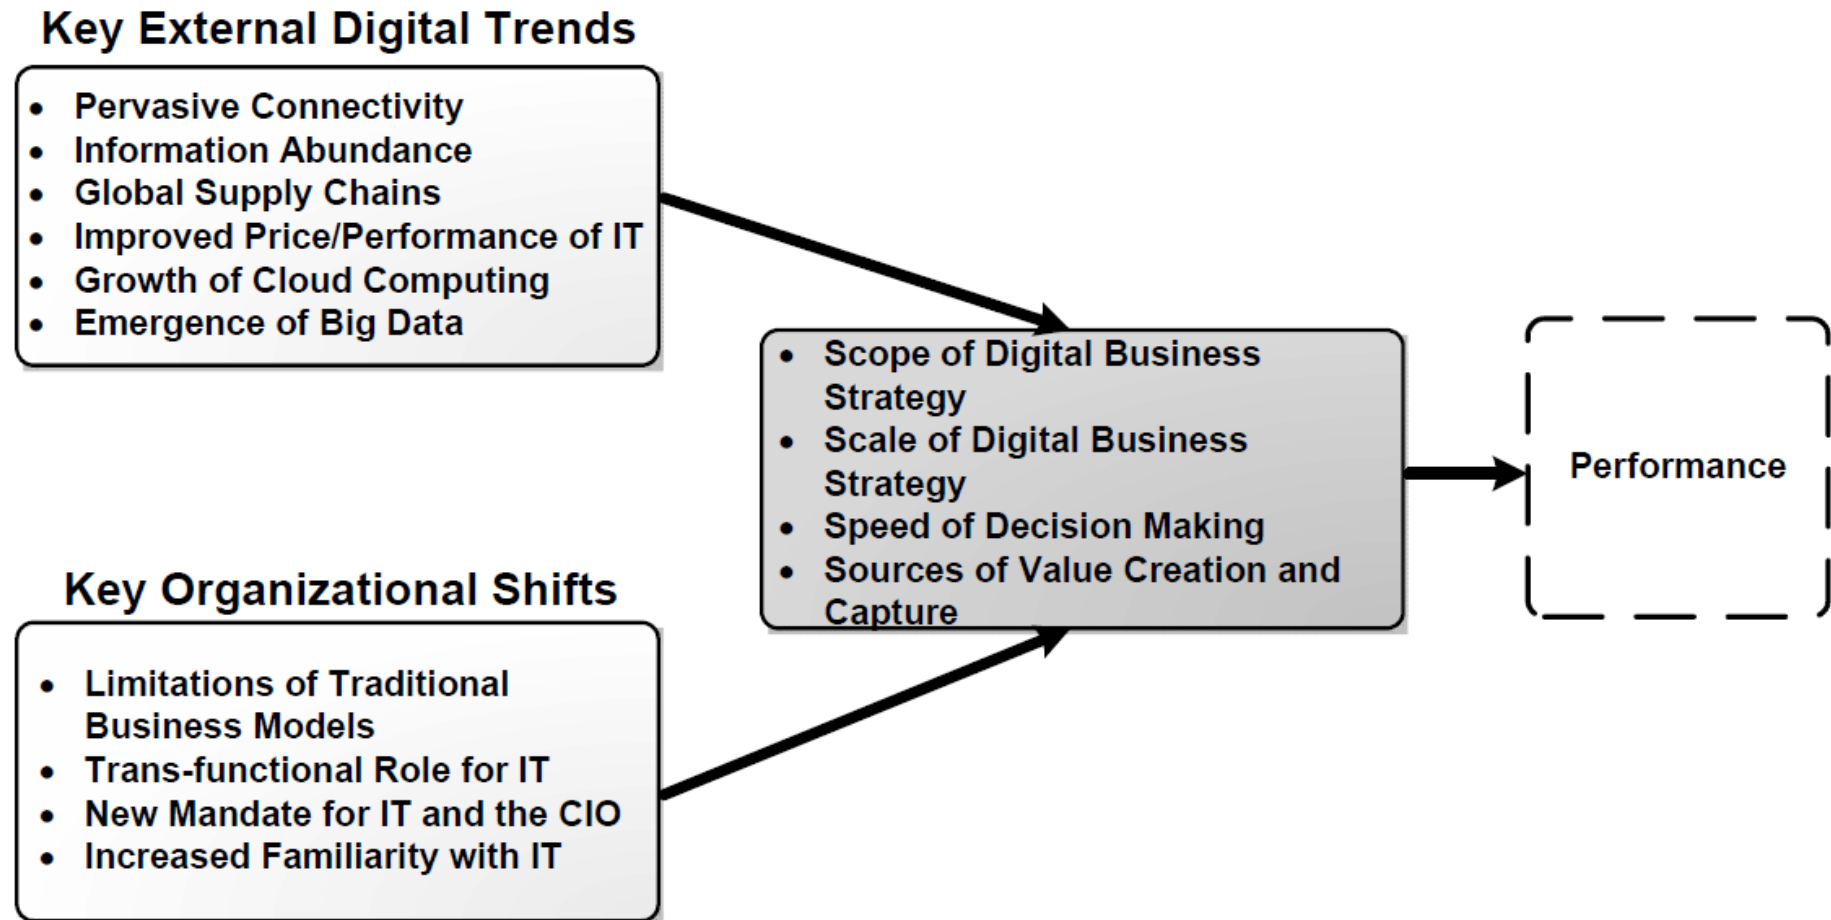 Key External Digital Trends
• Pervasive Connectivity
• Information Abundance
• Global Supply Chains
• Improved Price/Performance of IT
• Growth of Cloud Computing
• Emergence of Big Data
• Scope of Digital Business
Strategy
• Scale of Digital Business
Strategy
• Speed of Decision Making
• Sources of Value Creation and
Capture
Performance
Key Organizational Shifts
• Limitations of Traditional
Business Models
• Trans-functional Role for IT
• New Mandate for IT and the CIO
• Increased Familiarity with IT